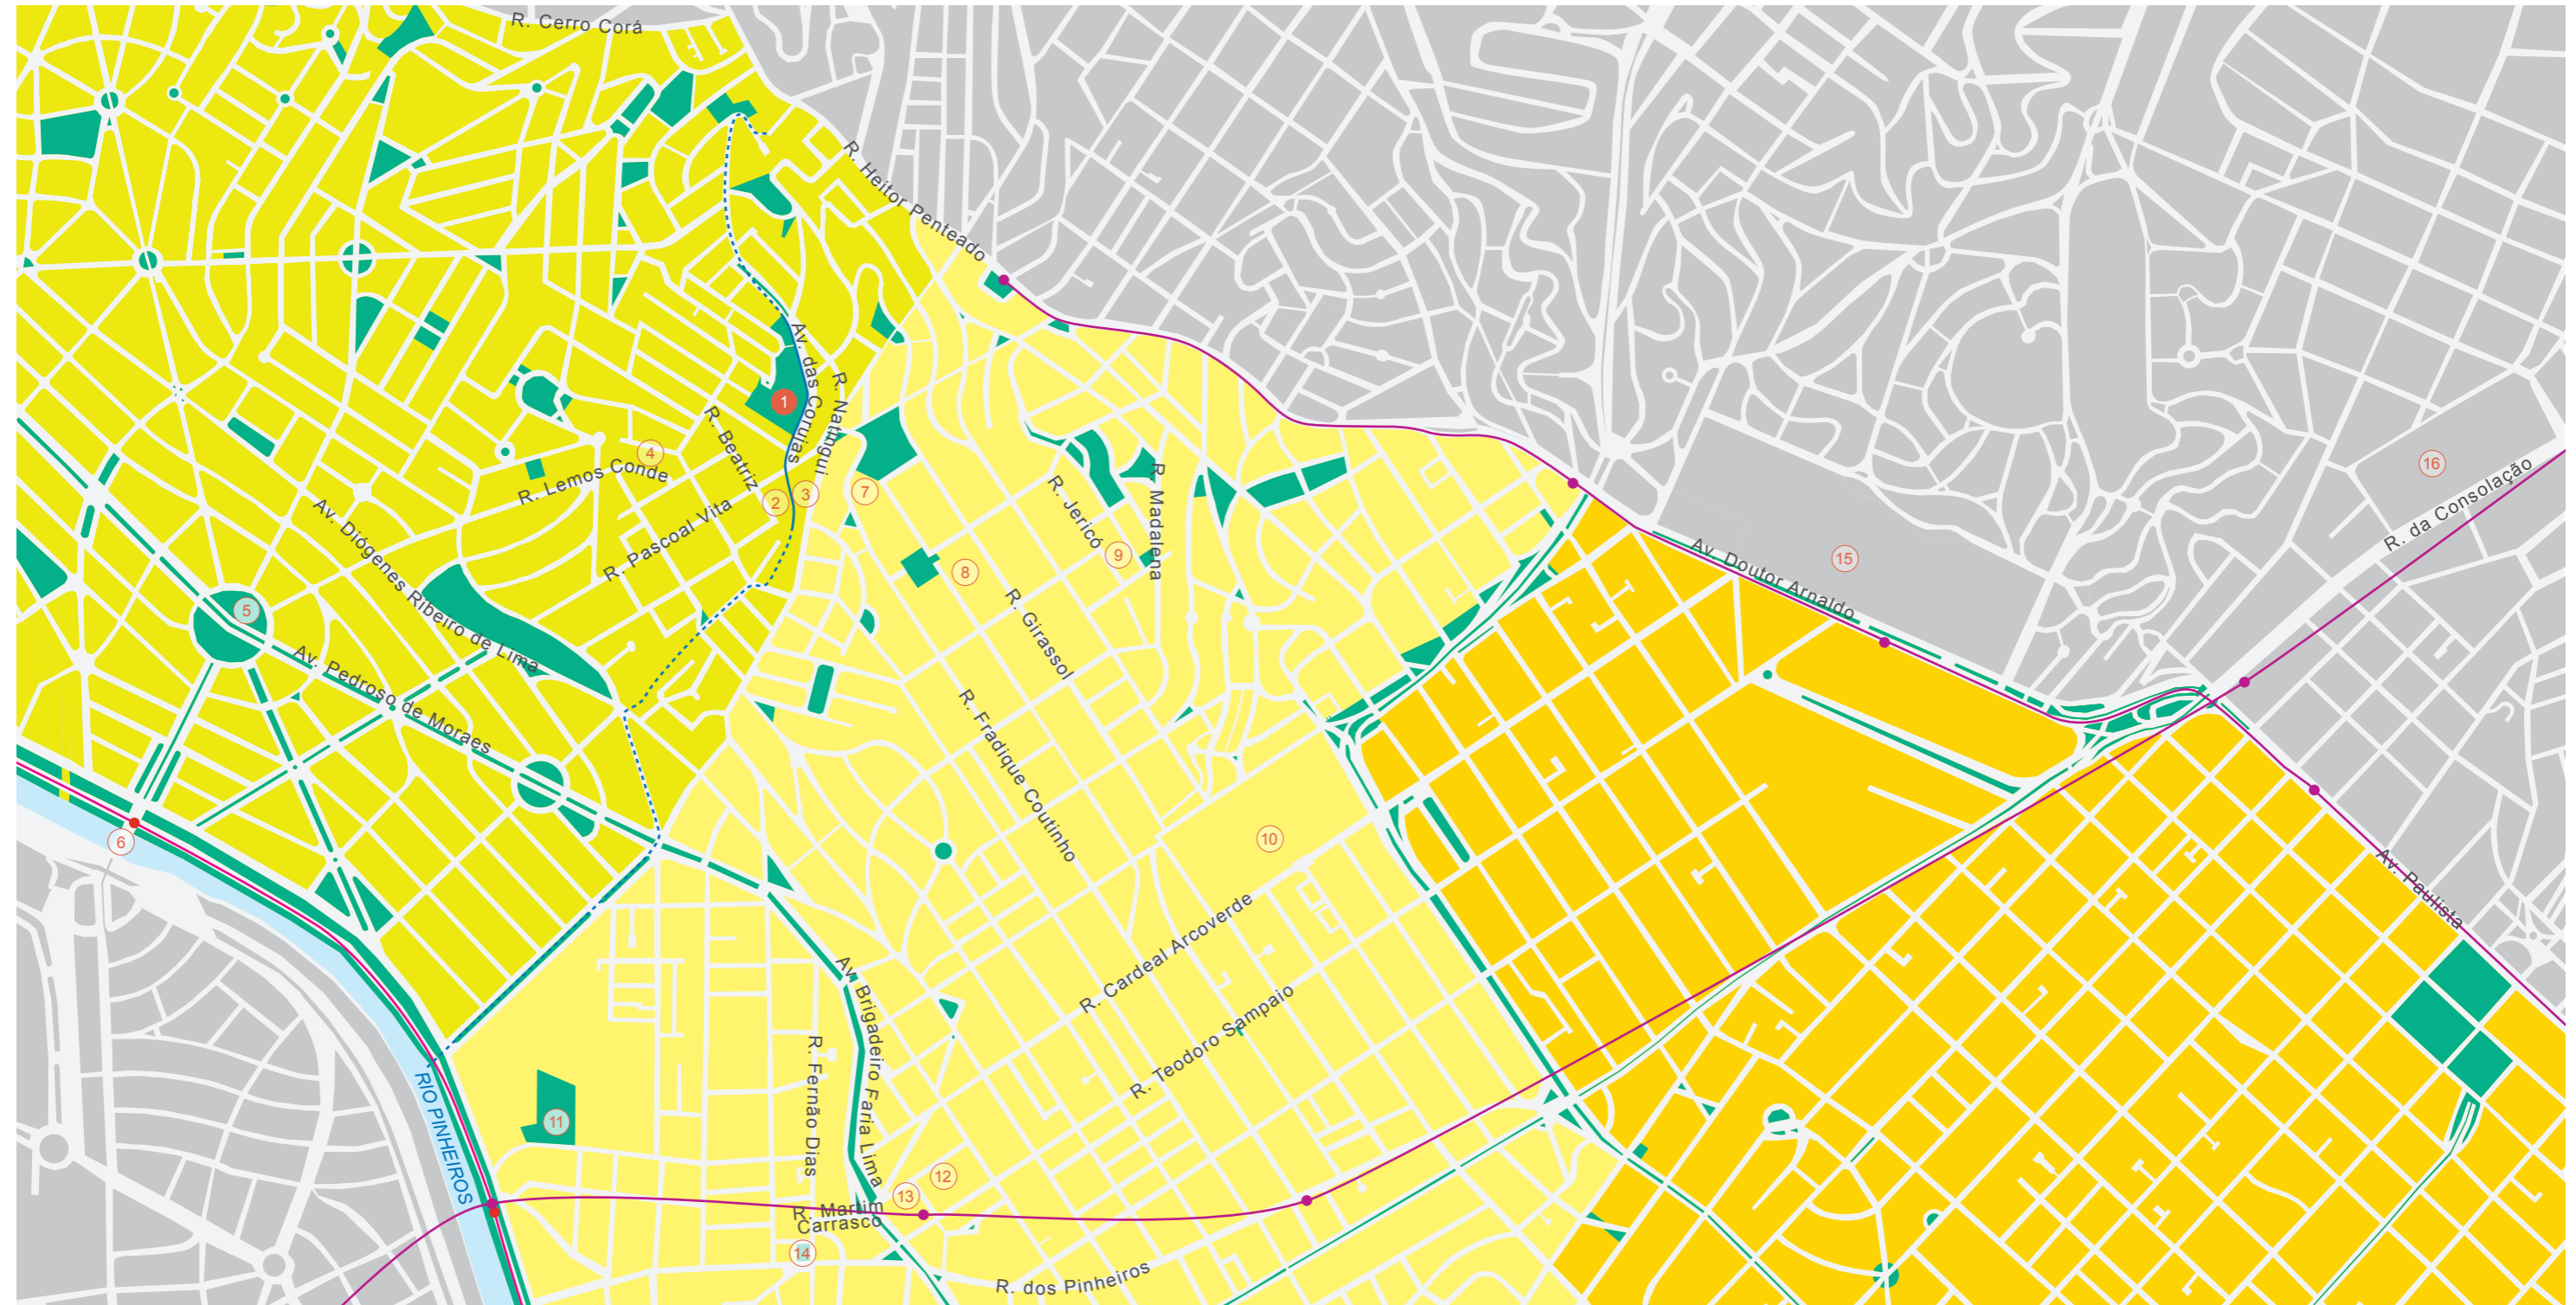 R. Cerro Corá
R. Heitor Penteado
Av. das Corujas
R. Natingui
1
R. Beatriz
4
R. Lemos Conde
2
3
7
R. Pascoal Vita
Av. Diógenes Ribeiro de Lima
5
Av. Pedroso de Moraes
6
R. Jericó
R. Madalena
9
8
R. Girassol
R. Fradique Coutinho
10
Av. Doutor Arnaldo
15
16
R. da Consolação
Av. Paulista
R. Cardeal Arcoverde
R. Teodoro Sampaio
Av. Brigadeiro Faria Lima
R. Fernão Dias
RIO PINHEIROS
11
12
13
R. Martim
Carrasco
14
R. dos Pinheiros